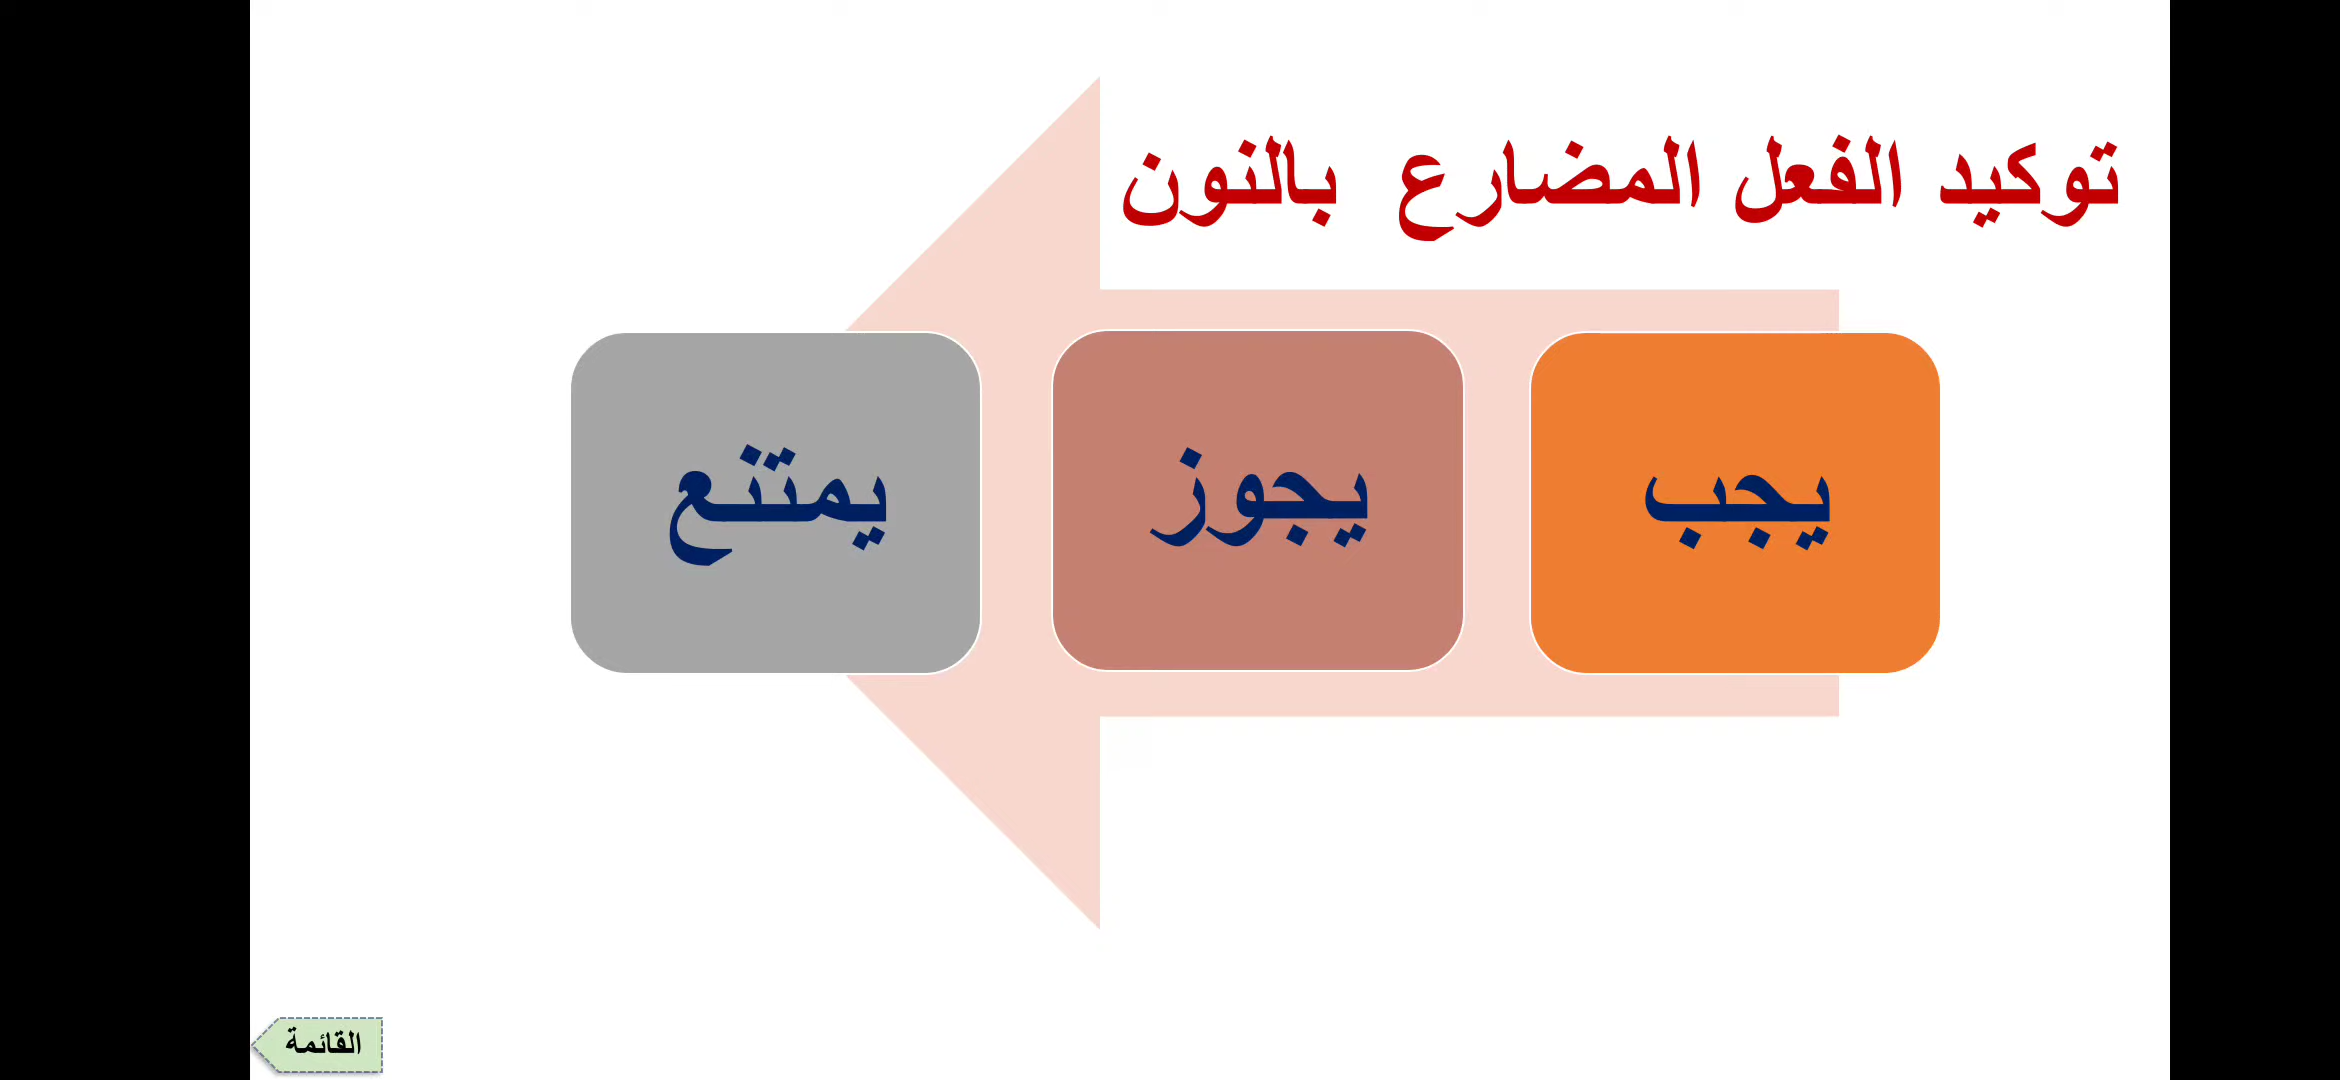 توكيد الفعل المضارع بالنون
يجب
يجوز
يمتنع
القائمة